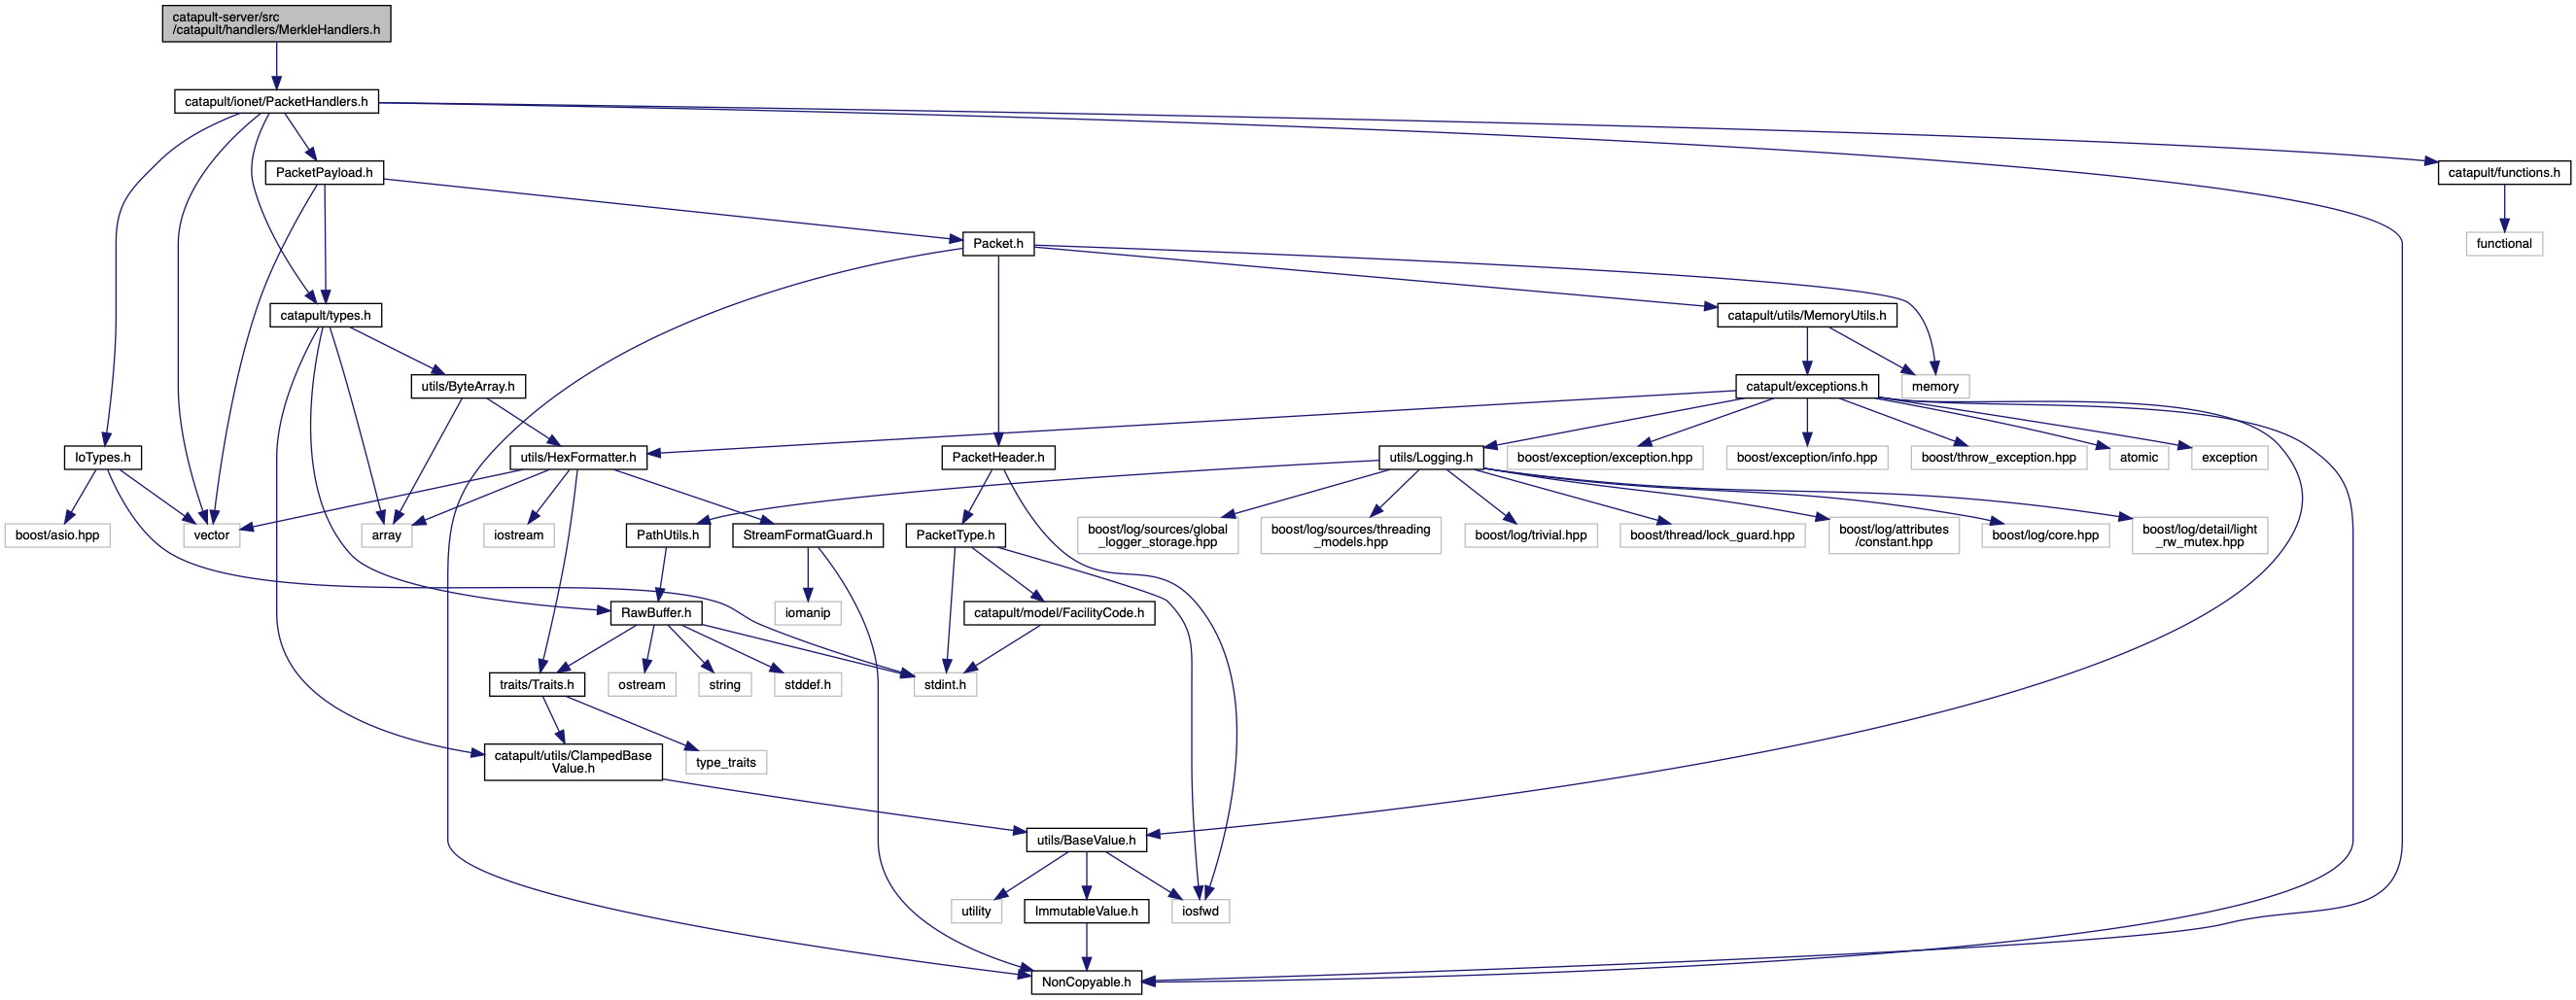 catapult-server/src
/catapult/handlers/MerkleHandlers.h
catapult/ionet/PacketHandlers.h
PacketPayload.h
catapult/functions.h
Packet.h
functional
catapult/types.h
catapult/utils/MemoryUtils.h
utils/ByteArray.h
catapult/exceptions.h
memory
IoTypes.h
utils/HexFormatter.h
PacketHeader.h
utils/Logging.h
boost/exception/exception.hpp
boost/exception/info.hpp
boost/throw_exception.hpp
atomic
exception
boost/asio.hpp
vector
array
iostream
PathUtils.h
StreamFormatGuard.h
PacketType.h
boost/log/sources/global
_logger_storage.hpp
boost/log/sources/threading
_models.hpp
boost/log/trivial.hpp
boost/thread/lock_guard.hpp
boost/log/attributes
/constant.hpp
boost/log/core.hpp
boost/log/detail/light
_rw_mutex.hpp
RawBuffer.h
iomanip
catapult/model/FacilityCode.h
traits/Traits.h
ostream
string
stddef.h
stdint.h
catapult/utils/ClampedBase
Value.h
type_traits
utils/BaseValue.h
utility
ImmutableValue.h
iosfwd
NonCopyable.h